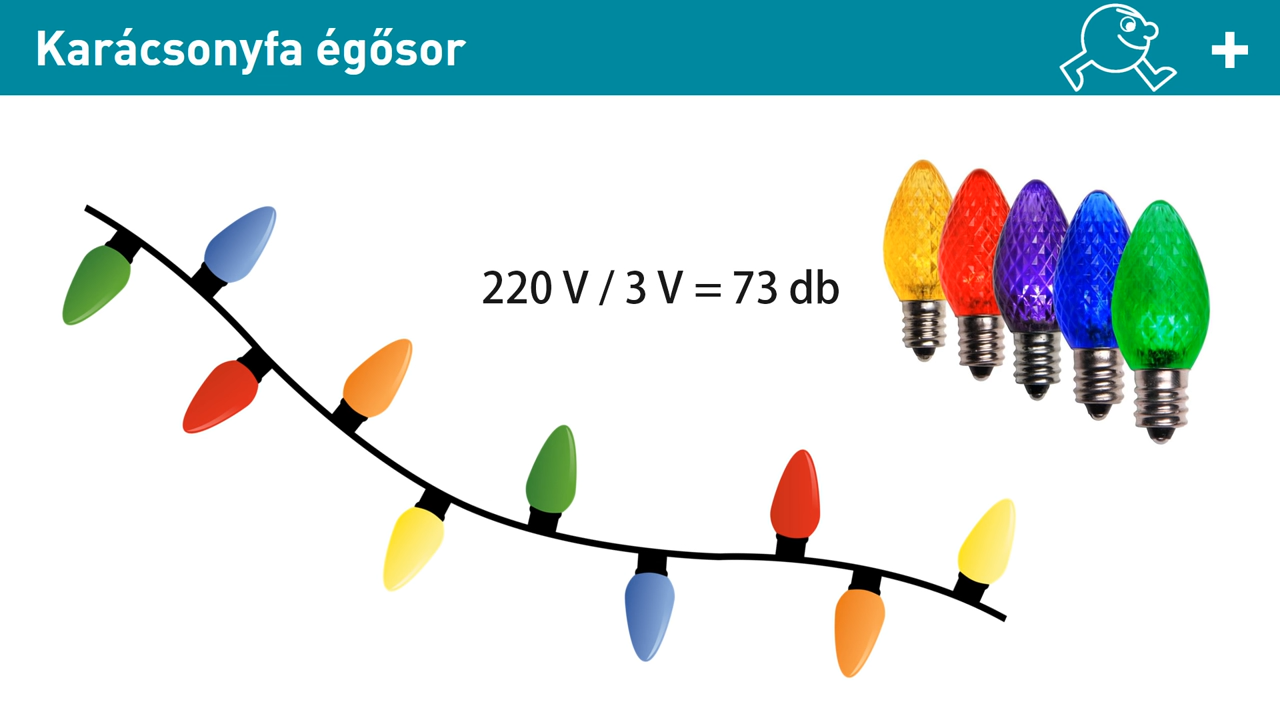 Karácsonyfa égősor
220 V / 3 V = 73 db